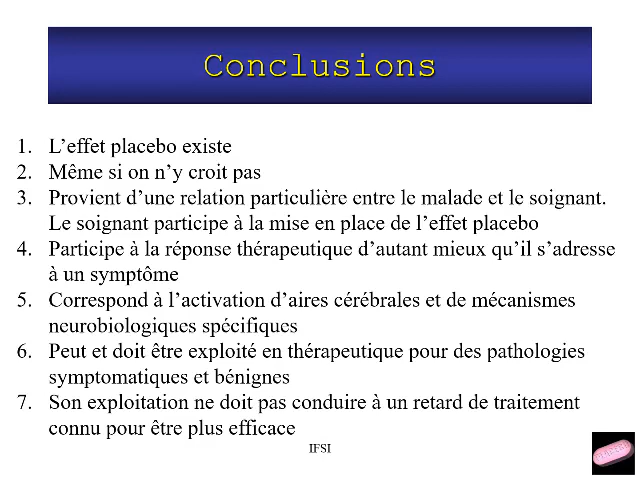 Conclusions
1. L’effet placebo existe
2. Même si on n’y croit pas
3. Provient d’une relation particulière entre le malade et le soignant.
Le soignant participe à la mise en place de l’effet placebo
4. Participe à la réponse thérapeutique d’autant mieux qu’il s’adresse
à un symptôme
5. Correspond à l’activation d’aires cérébrales et de mécanismes
neurobiologiques spécifiques
6. Peut et doit être exploité en thérapeutique pour des pathologies
symptomatiques et bénignes
7. Son exploitation ne doit pas conduire à un retard de traitement
connu pour être plus efficace
IFSI